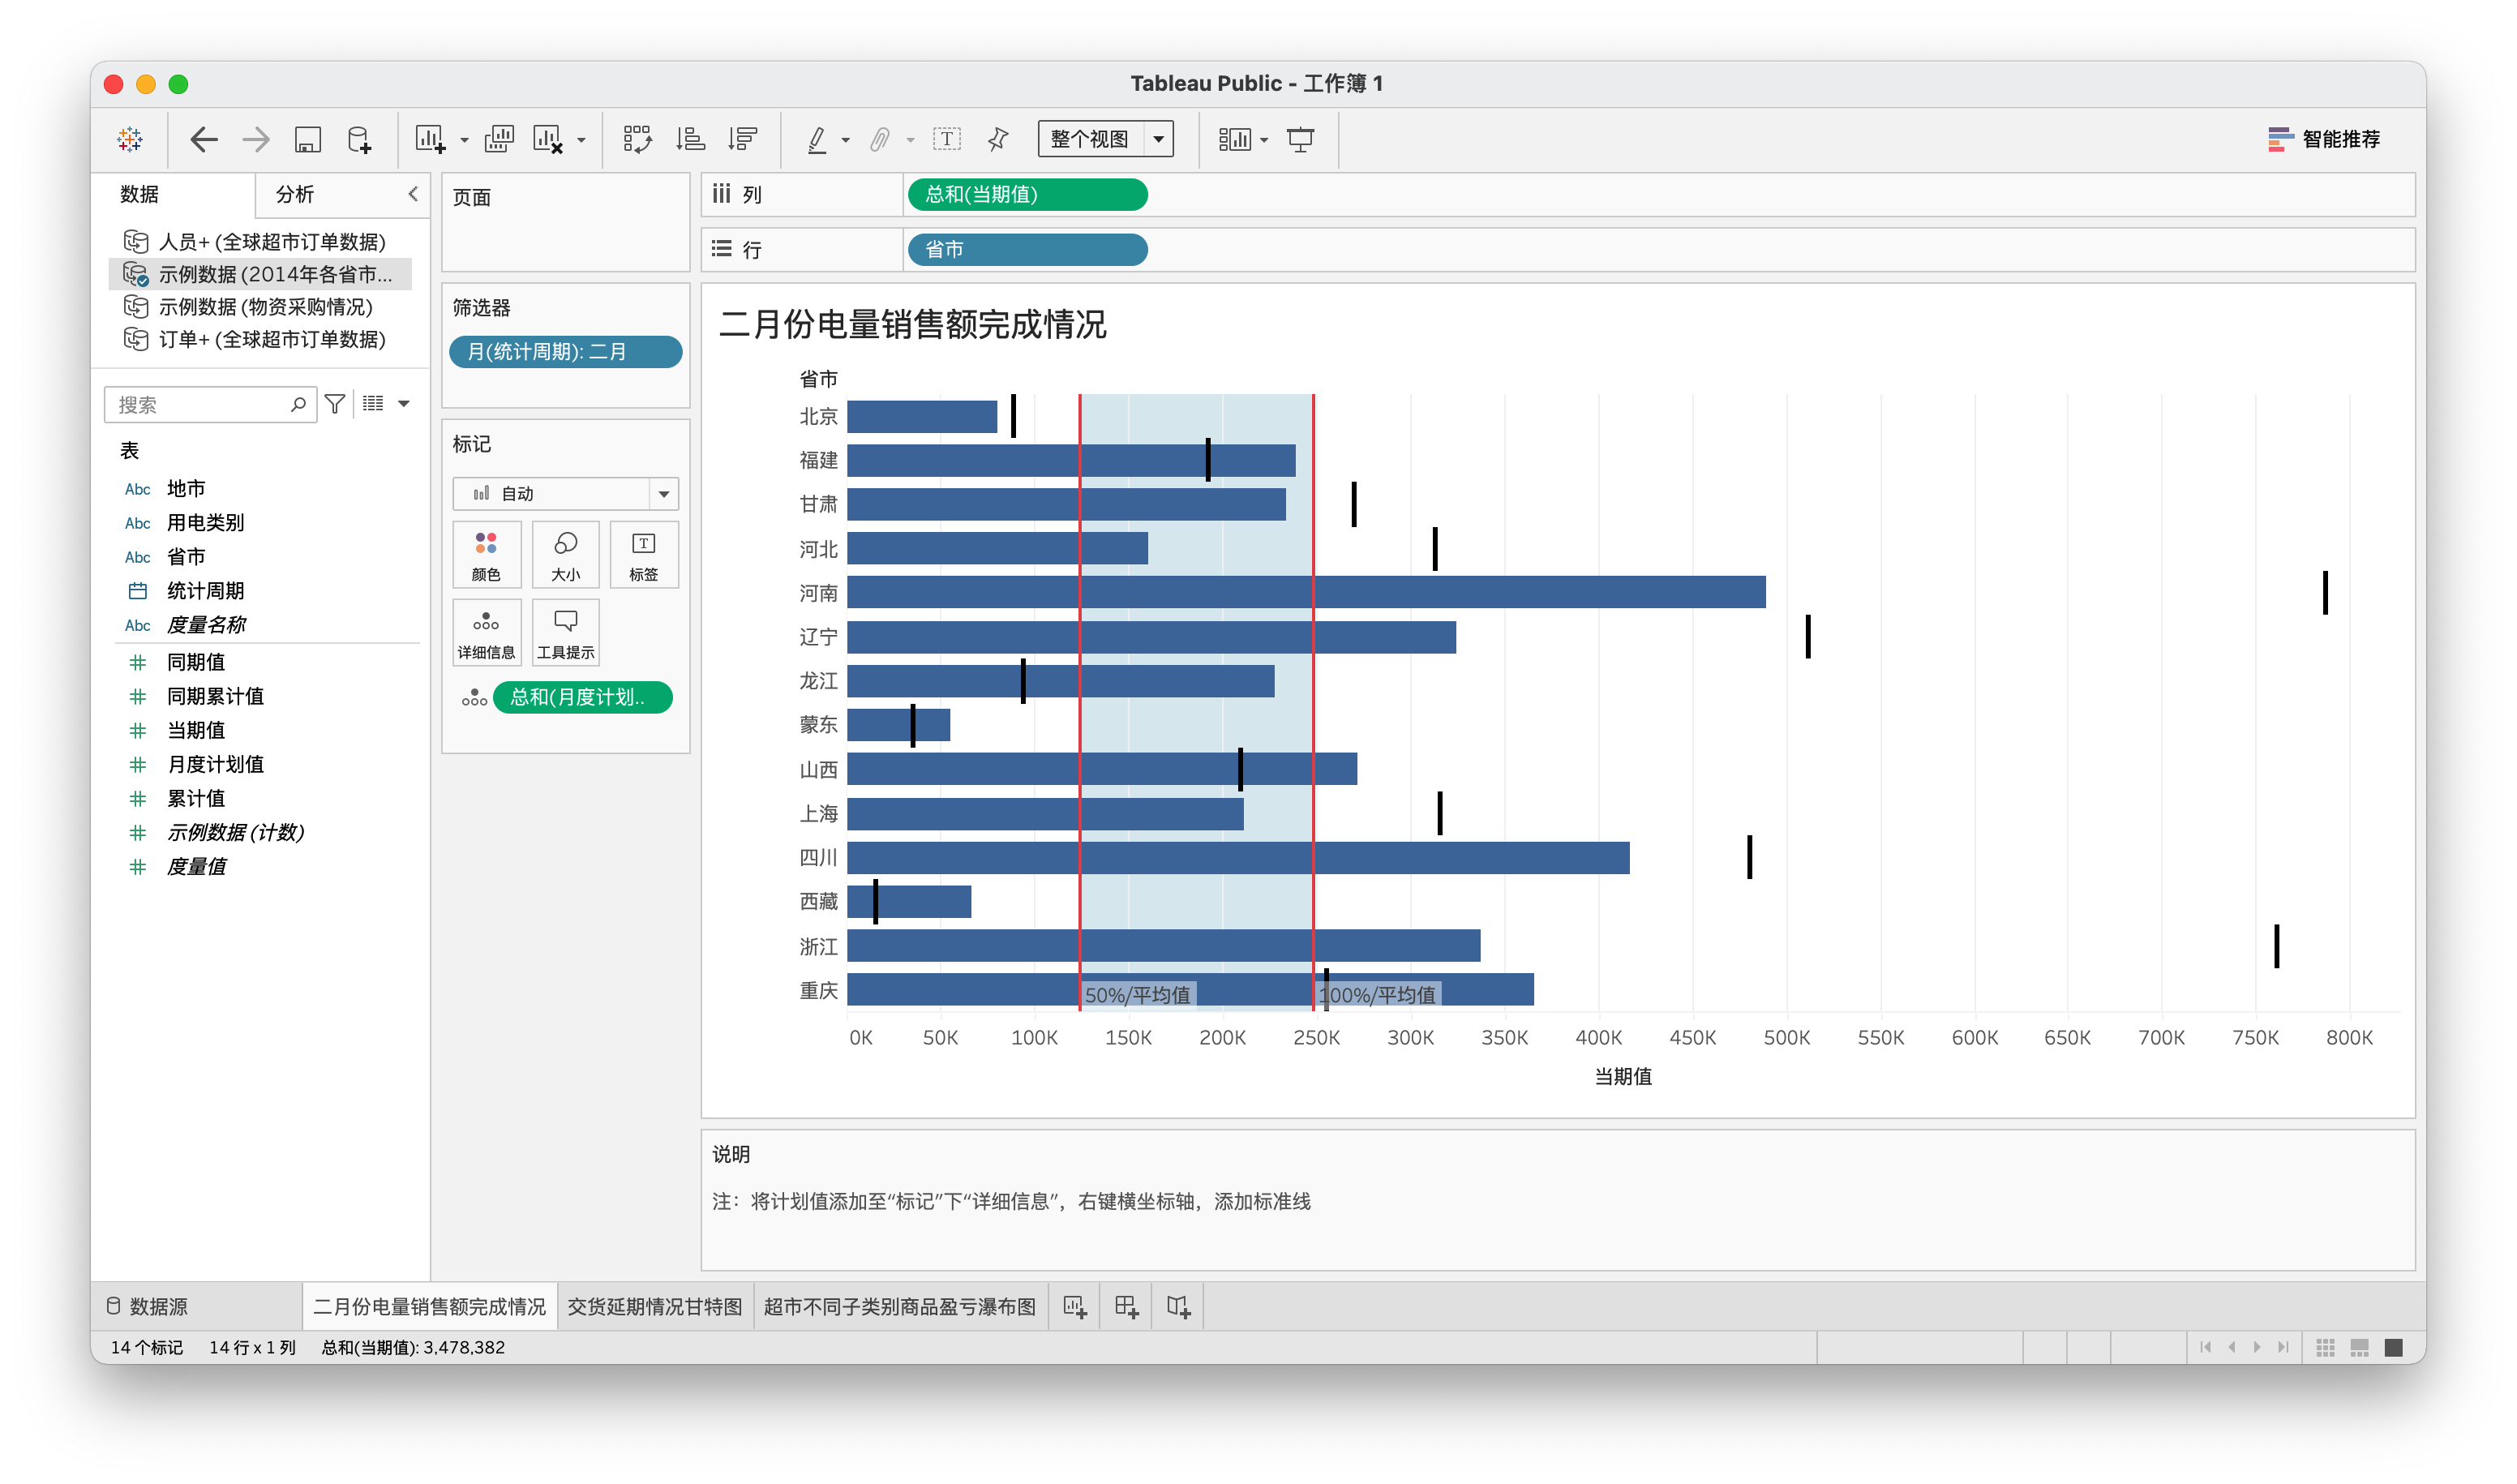 Tableau Public - 工作簿 1
整个视图
智能推荐
数据
分析
人员+ (全球超市订单数据)
示例数据 (2014年各省市...
示例数据 (物资采购情况)
订单+ (全球超市订单数据)
搜索
表
Abc 地市
Abc 用电类别
Abc 省市
统计周期
Abc 度量名称
同期值
同期累计值
当期值
月度计划值
累计值
示例数据 (计数)
度量值
页面
筛选器
月(统计周期): 二月
标记
自动
颜色
大小
标签
详细信息
工具提示
总和(月度计划..
列
总和(当期值)
行
省市
二月份电量销售额完成情况
省市
北京
福建
甘肃
河北
河南
辽宁
龙江
蒙东
山西
上海
四川
西藏
浙江
重庆
50%/平均值
100%/平均值
0K 50K 100K 150K 200K 250K 300K 350K 400K 450K 500K 550K 600K 650K 700K 750K 800K
当期值
说明
注：将计划值添加至“标记”下“详细信息”，右键横坐标轴，添加标准线
数据源
二月份电量销售额完成情况
交货延期情况甘特图
超市不同子类别商品盈亏瀑布图
14 个标记 14 行 x 1 列 总和(当期值): 3,478,382